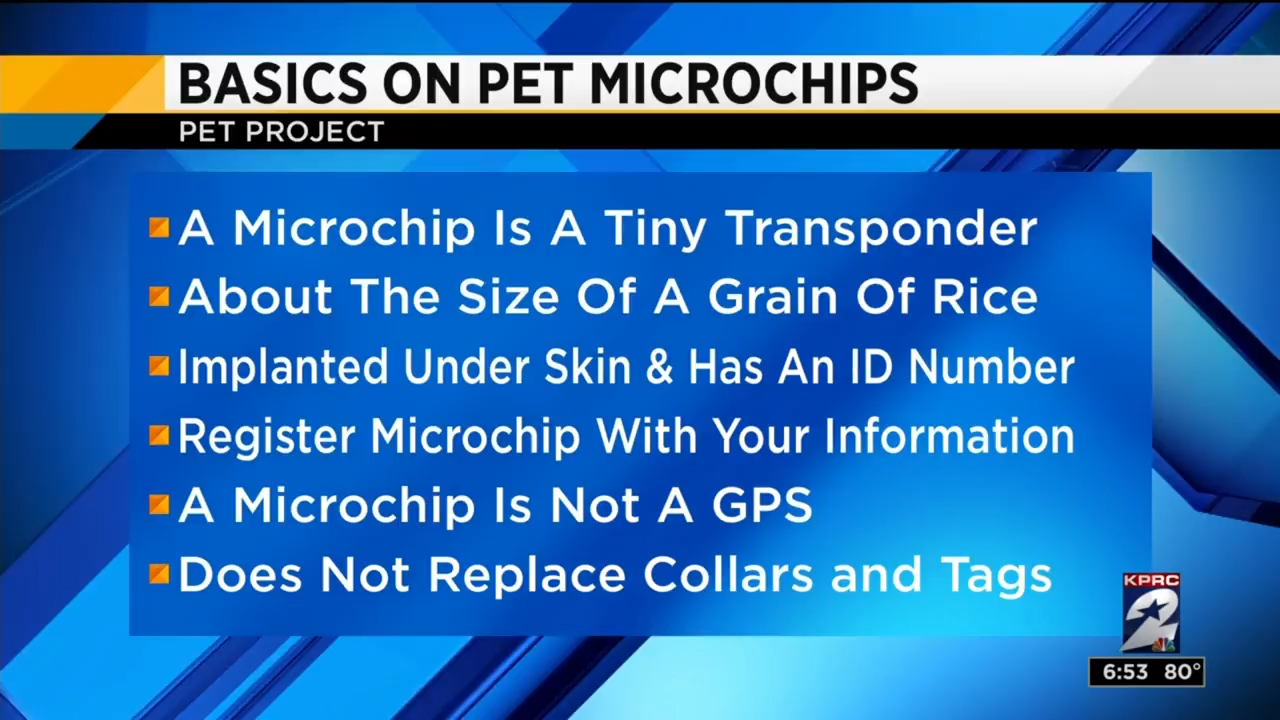 BASICS ON PET MICROCHIPS
PET PROJECT
A Microchip Is A Tiny Transponder
About The Size Of A Grain Of Rice
Implanted Under Skin & Has An ID Number
Register Microchip With Your Information
A Microchip Is Not A GPS
Does Not Replace Collars and Tags
KPRC
2
6:53 80°